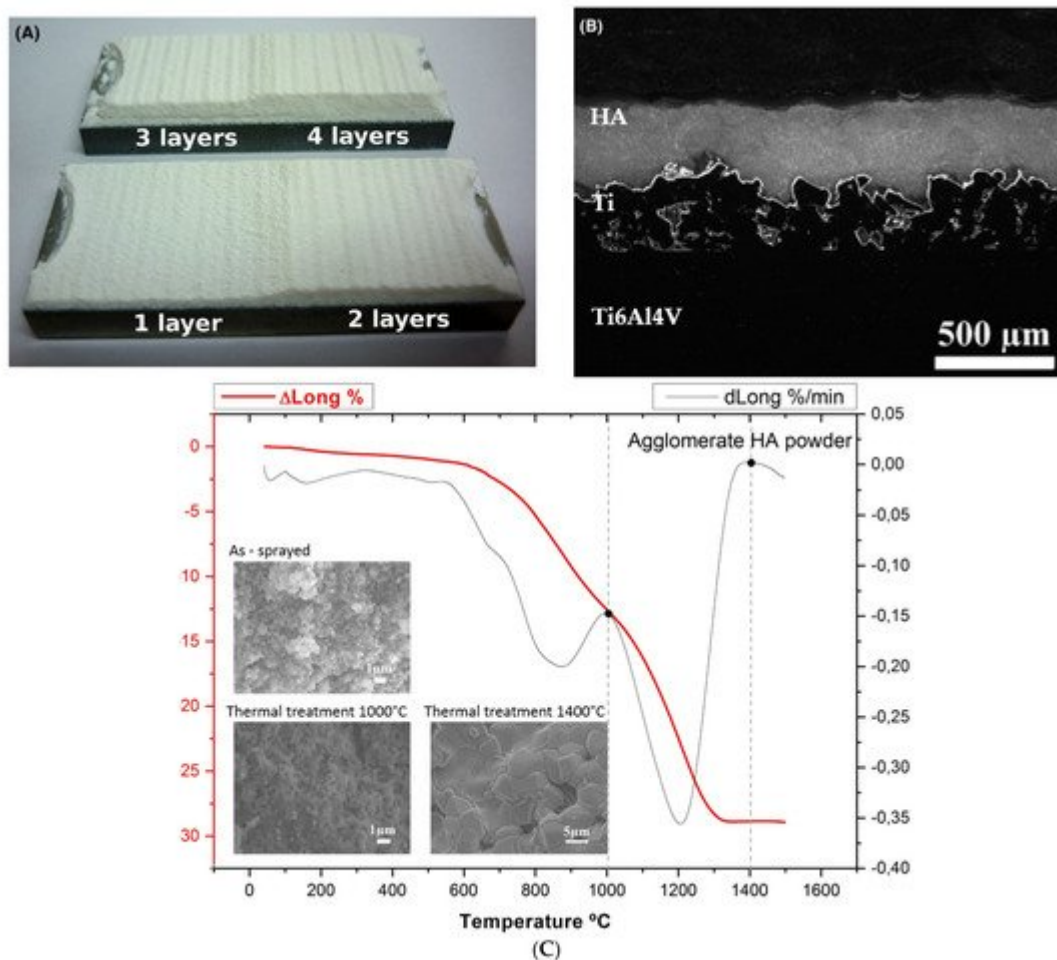 (A)
3 layers 4 layers
1 layer 2 layers
(B)
HA
Ti
Ti6Al4V
500 µm
ΔLong %
dLong %/min
Agglomerate HA powder
0
-5
10
15
20
25
30
0,05
0,00
-0,05
-0,10
-0,15
-0,20
-0,25
-0,30
-0,35
-0,40
As - sprayed
1µm
Thermal treatment 1000°C
1µm
Thermal treatment 1400°C
5µm
0 200 400 600 800 1000 1200 1400 1600
Temperature ºC
(C)